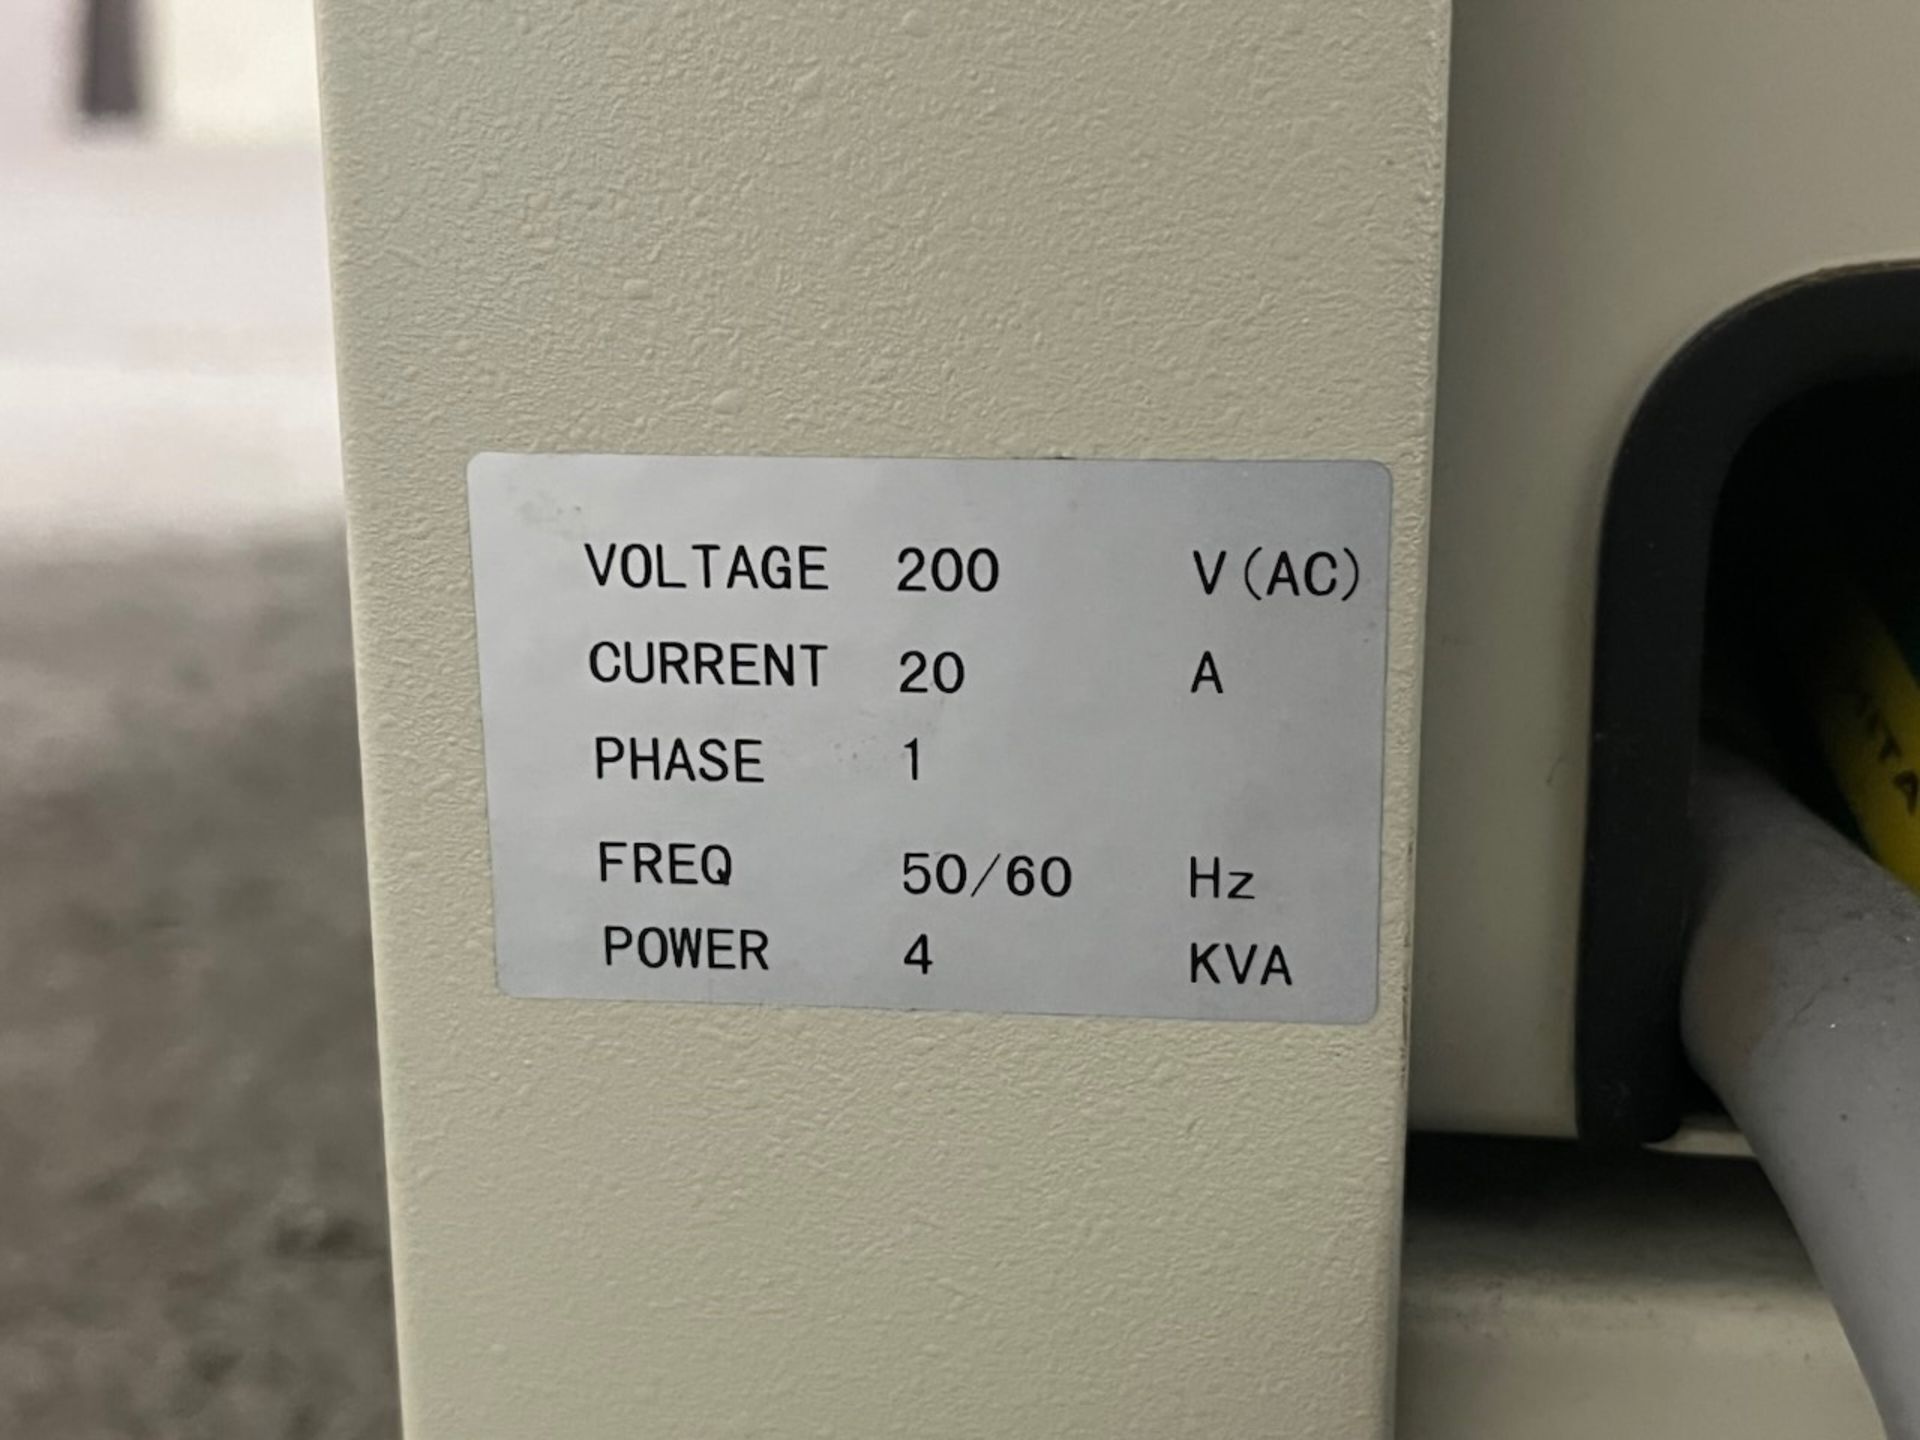 VOLTAGE 200 V(AC)
CURRENT 20 A
PHASE 1
FREQ 50/60 Hz
POWER 4 KVA